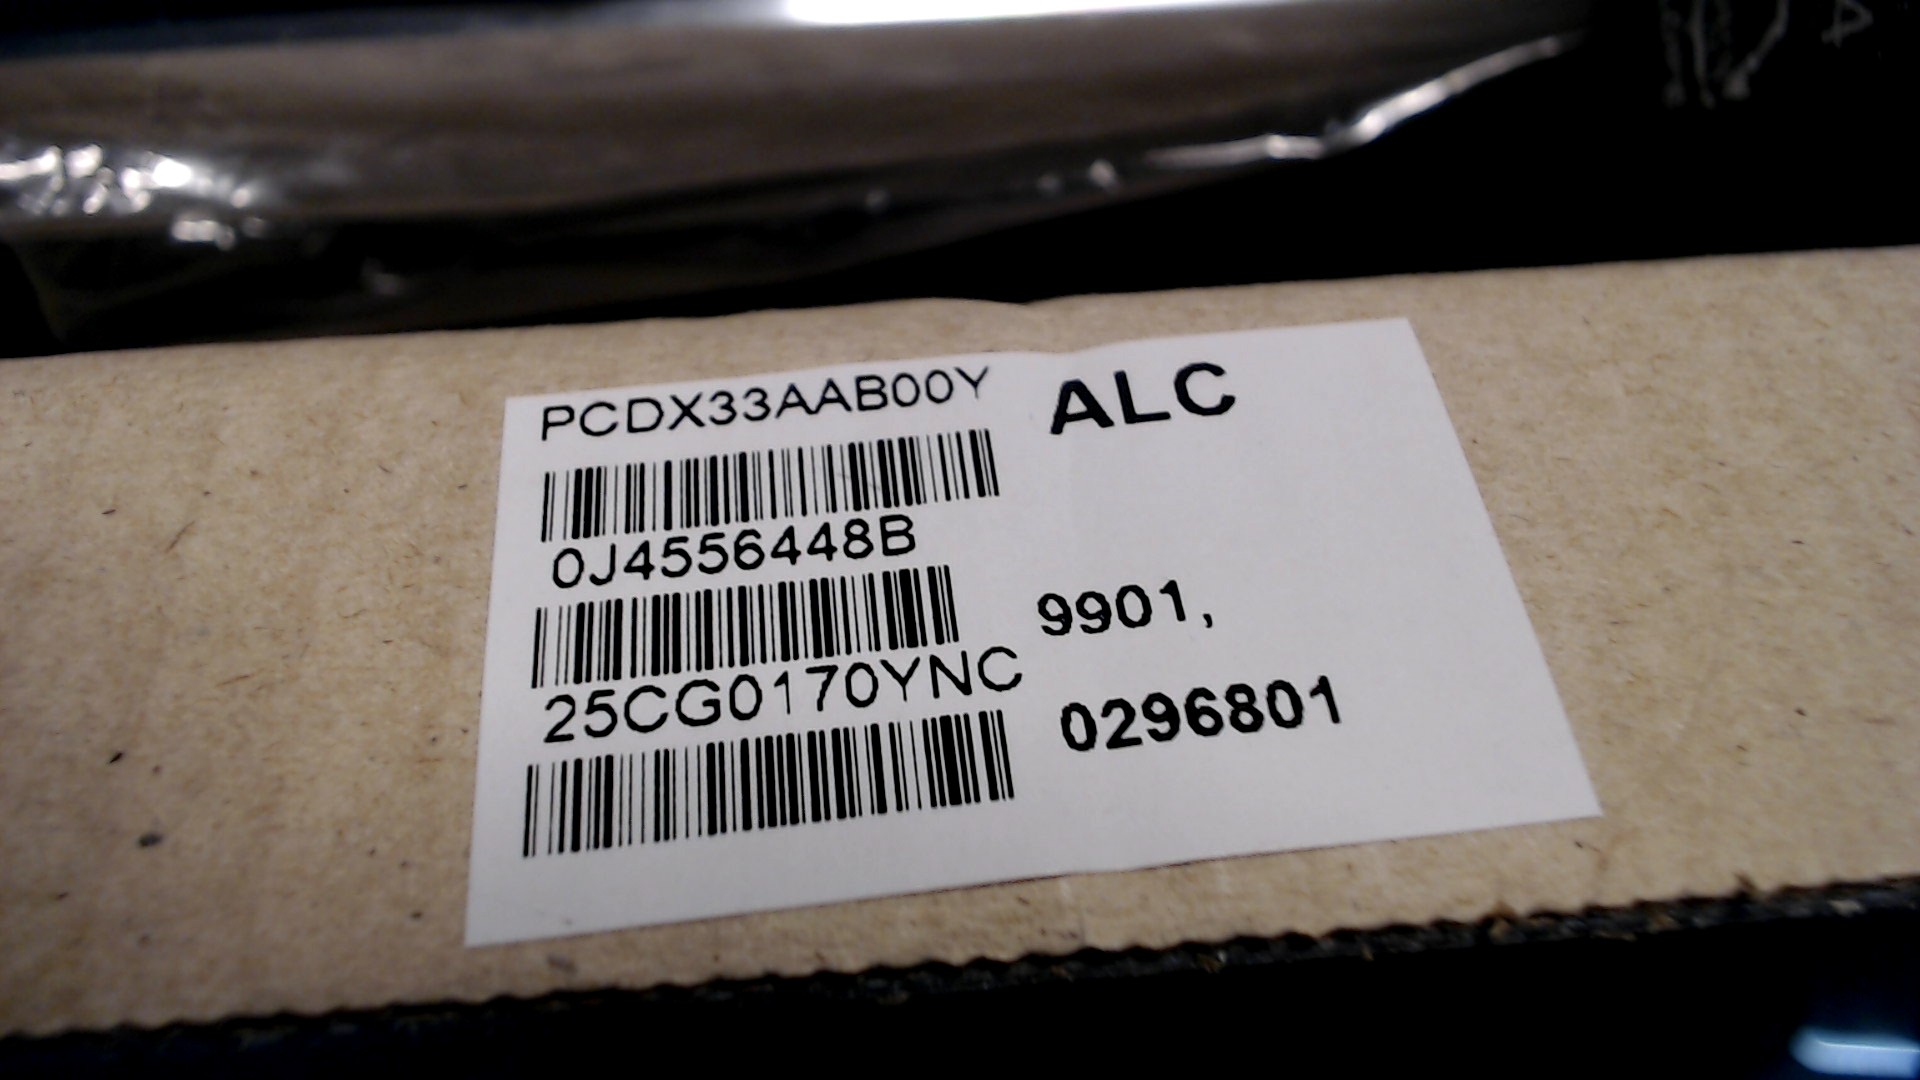 PCDX33AAB00Y
ALC
0J4556448B
9901,
25CG0170YNC
0296801